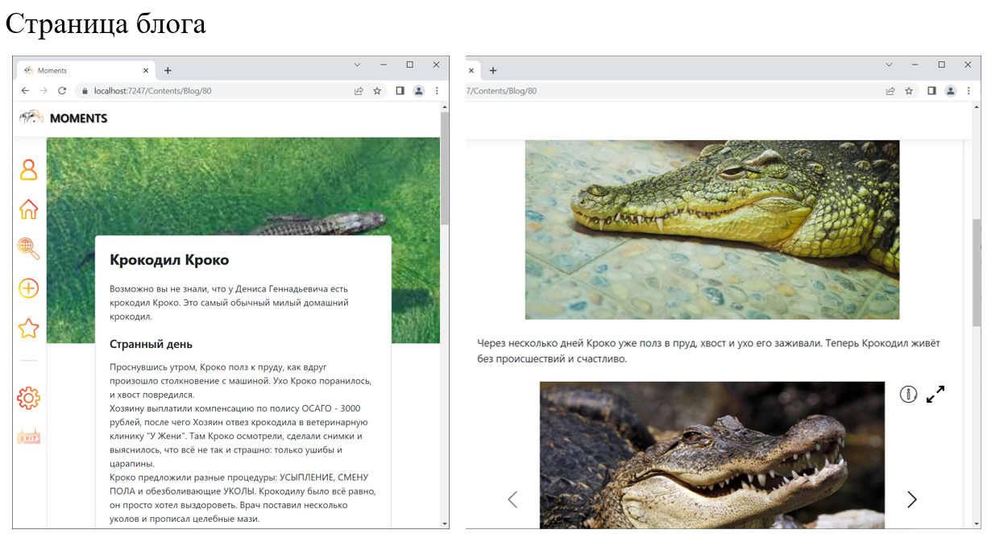 Страница блога
Moments
localhost:7247/Contents/Blog/80
MOMENTS
EXIT
Крокодил Кроко
Возможно вы не знали, что у Дениса Геннадьевича есть
крокодил Кроко. Это самый обычный милый домашний
крокодил.
Странный день
Проснувшись утром, Кроко полз к пруду, как вдруг
произошло столкновение с машиной. Ухо Кроко поранилось,
и хвост повредился.
Хозяину выплатили компенсацию по полису ОСАГО - 3000
рублей, после чего Хозяин отвез крокодила в ветеринарную
клинику "У Жени". Там Кроко осмотрели, сделали снимки и
выяснилось, что всё не так и страшно: только ушибы и
царапины.
Кроко предложили разные процедуры: УСЫПЛЕНИЕ, СМЕНУ
ПОЛА и обезболивающие УКОЛЫ. Крокодилу было всё равно,
он просто хотел выздороветь. Врач поставил несколько
уколов и прописал целебные мази.
7/Contents/Blog/80
Через несколько дней Кроко уже полз в пруд, хвост и ухо его заживали. Теперь Крокодил живёт
без происшествий и счастливо.